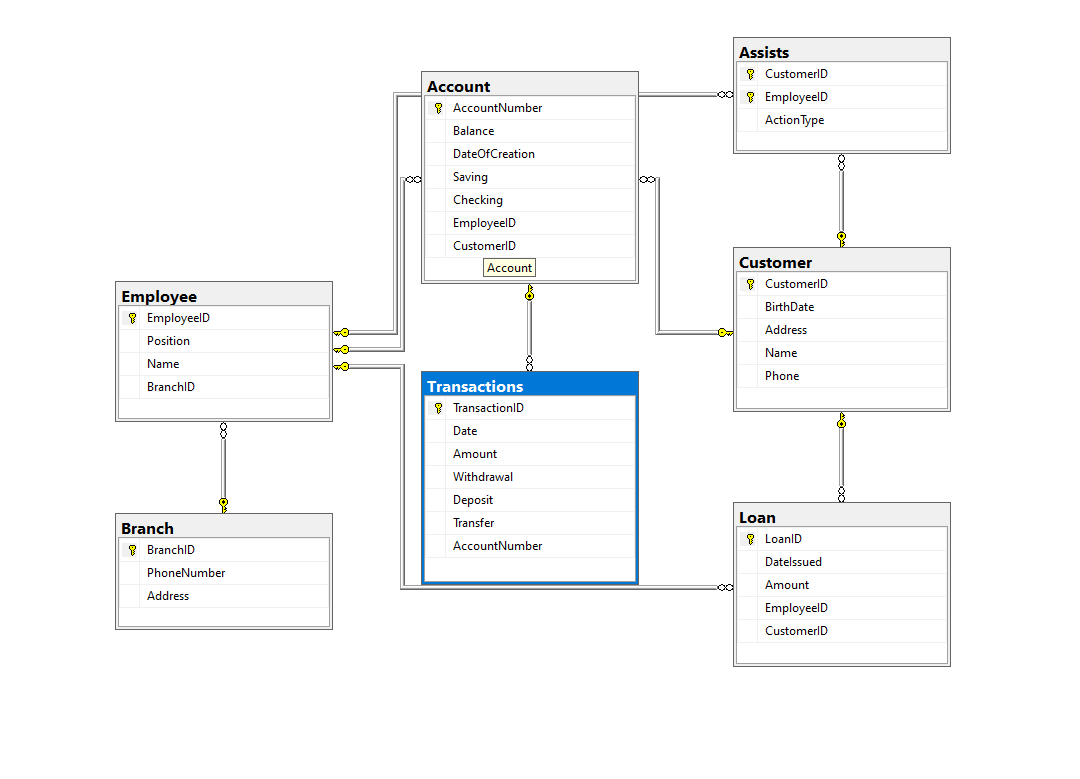 Assists
CustomerID
EmployeeID
ActionType
Account
AccountNumber
Balance
DateOfCreation
Saving
Checking
EmployeeID
CustomerID
Account
Customer
CustomerID
BirthDate
Address
Name
Phone
Employee
EmployeeID
Position
Name
BranchID
Transactions
TransactionID
Date
Amount
Withdrawal
Deposit
Transfer
AccountNumber
Branch
BranchID
PhoneNumber
Address
Loan
LoanID
DateIssued
Amount
EmployeeID
CustomerID